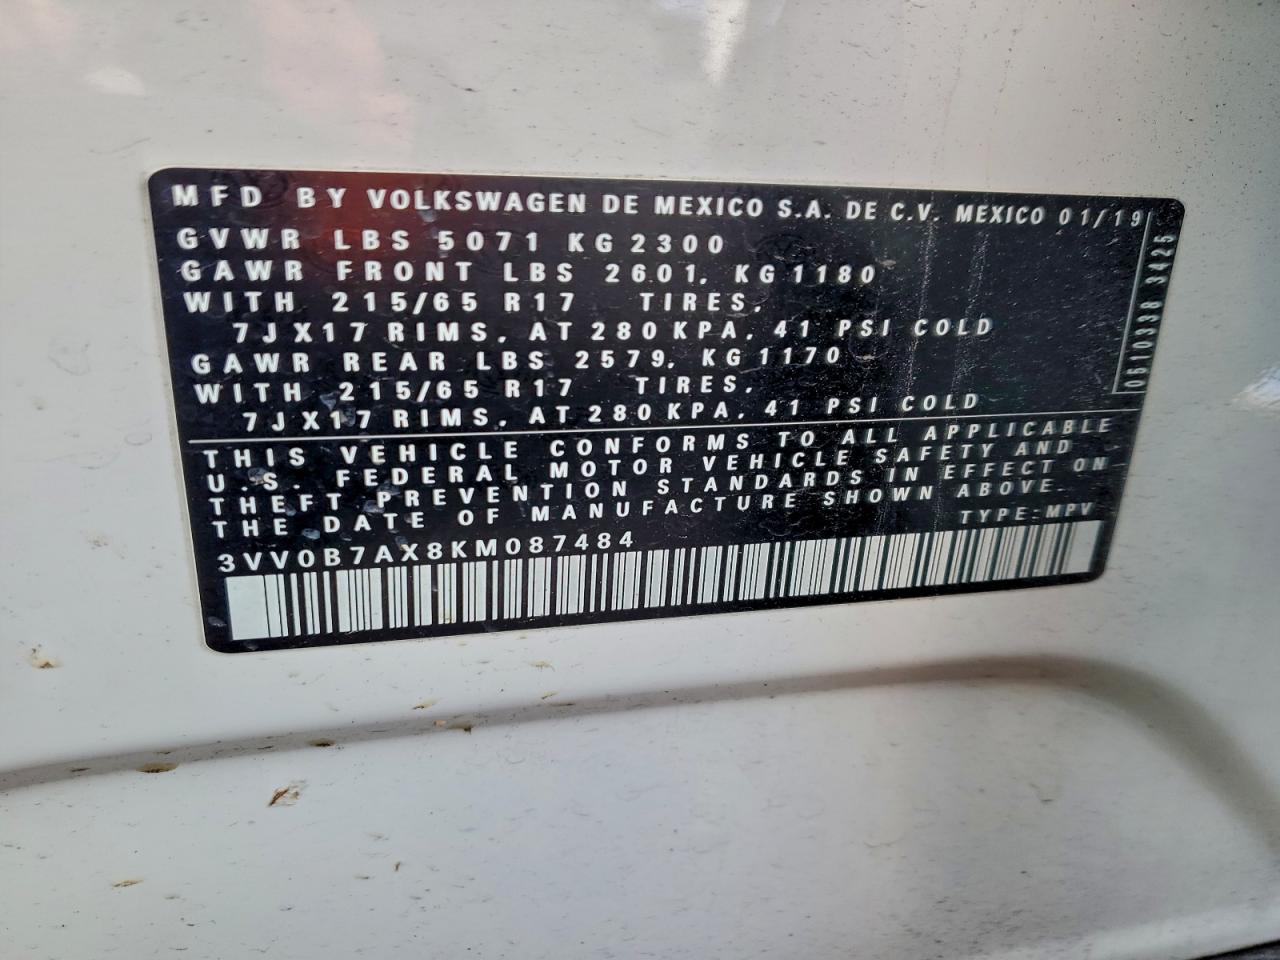 MFD BY VOLKSWAGEN DE MEXICO S.A. DE C.V. MEXICO 01/19
GVWR LBS 5071 KG 2300
GAWR FRONT LBS 2601, KG 1180
WITH 215/65 R17 TIRES,
7JX17 RIMS, AT 280 KPA, 41 PSI COLD
GAWR REAR LBS 2579, KG 1170
WITH 215/65 R17 TIRES,
7JX17 RIMS, AT 280 KPA, 41 PSI COLD
0510338 3425
THIS VEHICLE CONFORMS TO ALL APPLICABLE
U.S. FEDERAL MOTOR VEHICLE SAFETY AND
THEFT PREVENTION STANDARDS IN EFFECT ON
THE DATE OF MANUFACTURE SHOWN ABOVE.
TYPE:MPV
3VV0B7AX8KM087484